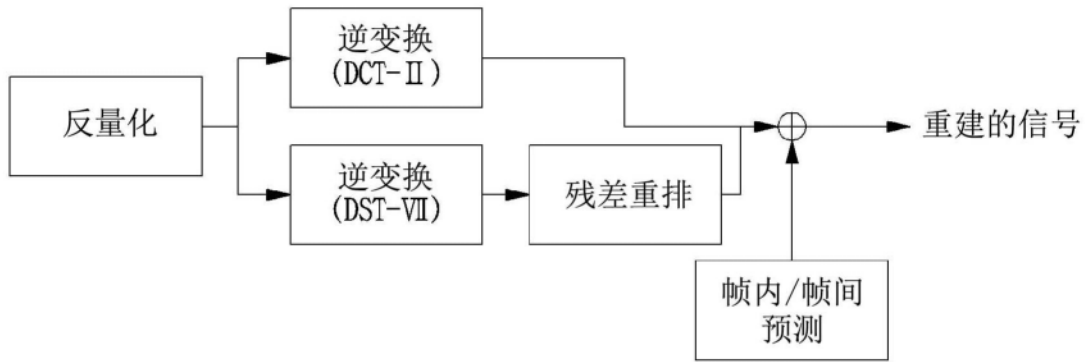 反量化
逆变换
(DCT-Ⅱ)
逆变换
(DST-Ⅶ)
残差重排
重建的信号
帧内/帧间
预测